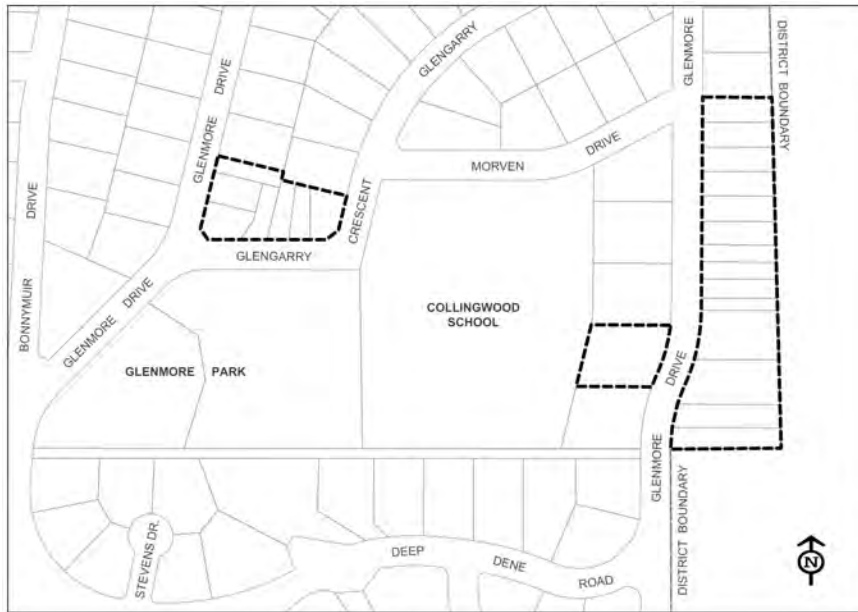 GLENMORE
DRIVE
GLENGARRY
GLENMORE
DISTRICT BOUNDARY
DRIVE
MORVEN
DRIVE
CRESCENT
GLENGARRY
BONNYMUIR
DRIVE
GLENMORE
DRIVE
COLLINGWOOD
SCHOOL
GLENMORE PARK
DRIVE
GLENMORE
DISTRICT BOUNDARY
STEVENS DR.
DEEP
DENE
ROAD
N